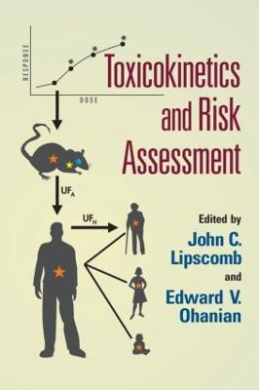 RESPONSE
DOSE
Toxicokinetics
and Risk
Assessment
UFA
UFH
Edited by
John C.
Lipscomb
and
Edward V.
Ohanian